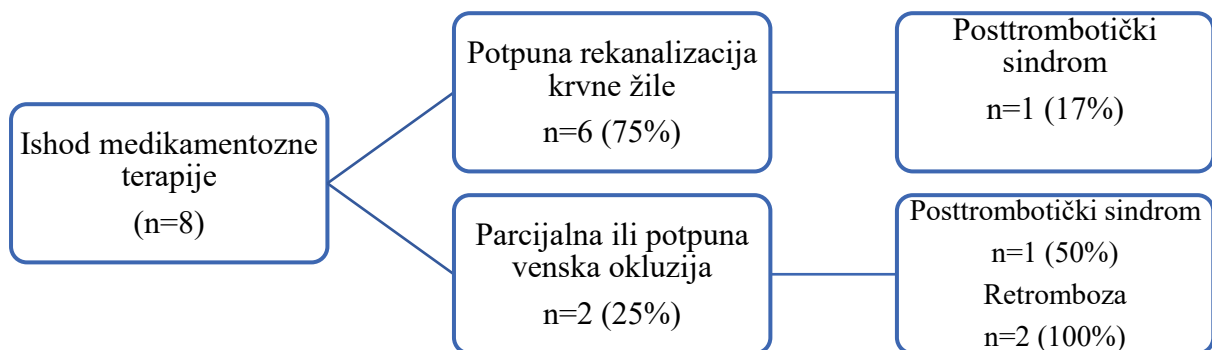 Ishod medikamentozne
terapije
(n=8)
Potpuna rekanalizacija
krvne žile
n=6 (75%)
Posttrombotički
sindrom
n=1 (17%)
Parcijalna ili potpuna
venska okluzija
n=2 (25%)
Posttrombotički sindrom
n=1 (50%)
Retromboza
n=2 (100%)